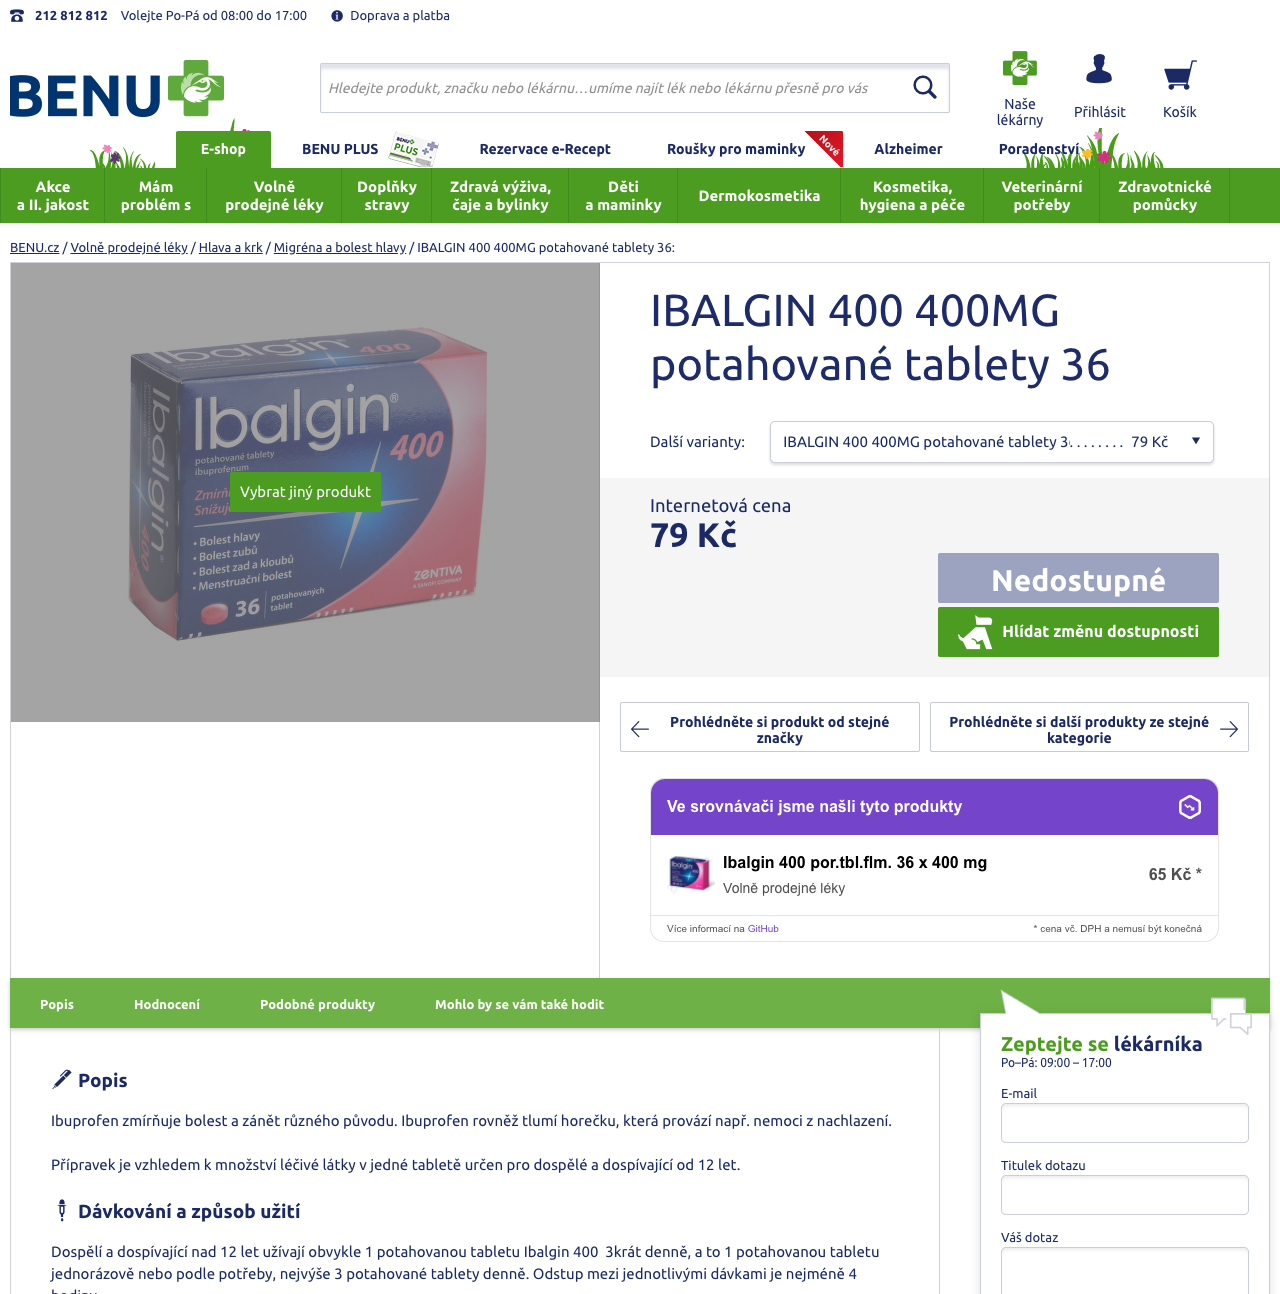 212 812 812 Volejte Po-Pá od 08:00 do 17:00 Doprava a platba
BENU
Hledejte produkt, značku nebo lékárnu...umíme najít lék nebo lékárnu přesně pro vás
Naše
lékárny
Přihlásit
Košík
E-shop
BENU PLUS
BENU
PLUS
Rezervace e-Recept
Roušky pro maminky
Nové
Alzheimer
Poradenství
Akce
a II. jakost
Mám
problém s
Volně
prodejné léky
Doplňky
stravy
Zdravá výživa,
čaje a bylinky
Děti
a maminky
Dermokosmetika
Kosmetika,
hygiena a péče
Veterinární
potřeby
Zdravotnické
pomůcky
BENU.cz / Volně prodejné léky / Hlava a krk / Migréna a bolest hlavy / IBALGIN 400 400MG potahované tablety 36:
Ibalgin 400
Ibalgin
400
Ibalgin®
400
potahované tablety
ibuprofenum
• Bolest hlavy
• Bolest zubů
• Bolest zad a kloubů
• Menstruační bolest
36 potahovaných
tablet
ZENTIVA
Vybrat jiný produkt
IBALGIN 400 400MG
potahované tablety 36
Další varianty:
IBALGIN 400 400MG potahované tablety 3. . . . . . . . 79 Kč
Internetová cena
79 Kč
Nedostupné
Hlídat změnu dostupnosti
Prohlédněte si produkt od stejné
značky
Prohlédněte si další produkty ze stejné
kategorie
Ve srovnávači jsme našli tyto produkty
Ibalgin 400 por.tbl.flm. 36 x 400 mg
Volně prodejné léky
65 Kč *
Více informací na GitHub
* cena vč. DPH a nemusí být konečná
Popis
Hodnocení
Podobné produkty
Mohlo by se vám také hodit
Popis
Ibuprofen zmírňuje bolest a zánět různého původu. Ibuprofen rovněž tlumí horečku, která provází např. nemoci z nachlazení.
Přípravek je vzhledem k množství léčivé látky v jedné tabletě určen pro dospělé a dospívající od 12 let.
Dávkování a způsob užití
Dospělí a dospívající nad 12 let užívají obvykle 1 potahovanou tabletu Ibalgin 400 3krát denně, a to 1 potahovanou tabletu
jednorázově nebo podle potřeby, nejvýše 3 potahované tablety denně. Odstup mezi jednotlivými dávkami je nejméně 4
Zeptejte se lékárníka
Po–Pá: 09:00 – 17:00
E-mail
Titulek dotazu
Váš dotaz